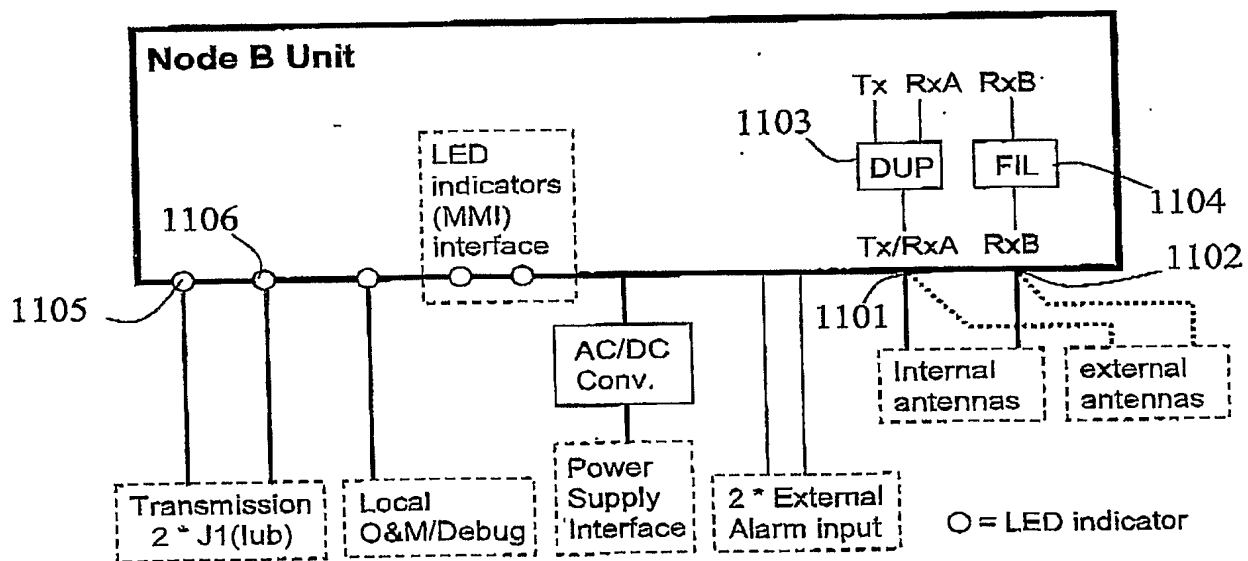 Node B Unit
Tx RxA RxB
1103
LED
indicators
(MMI)
interface
DUP
FIL
1104
1106
Tx/RxA RxB
1102
1105
1101
AC/DC
Conv.
Internal
antennas
external
antennas
Transmission
2 * J1(Iub)
Local
O&M/Debug
Power
Supply
Interface
2 * External
Alarm input
O = LED indicator